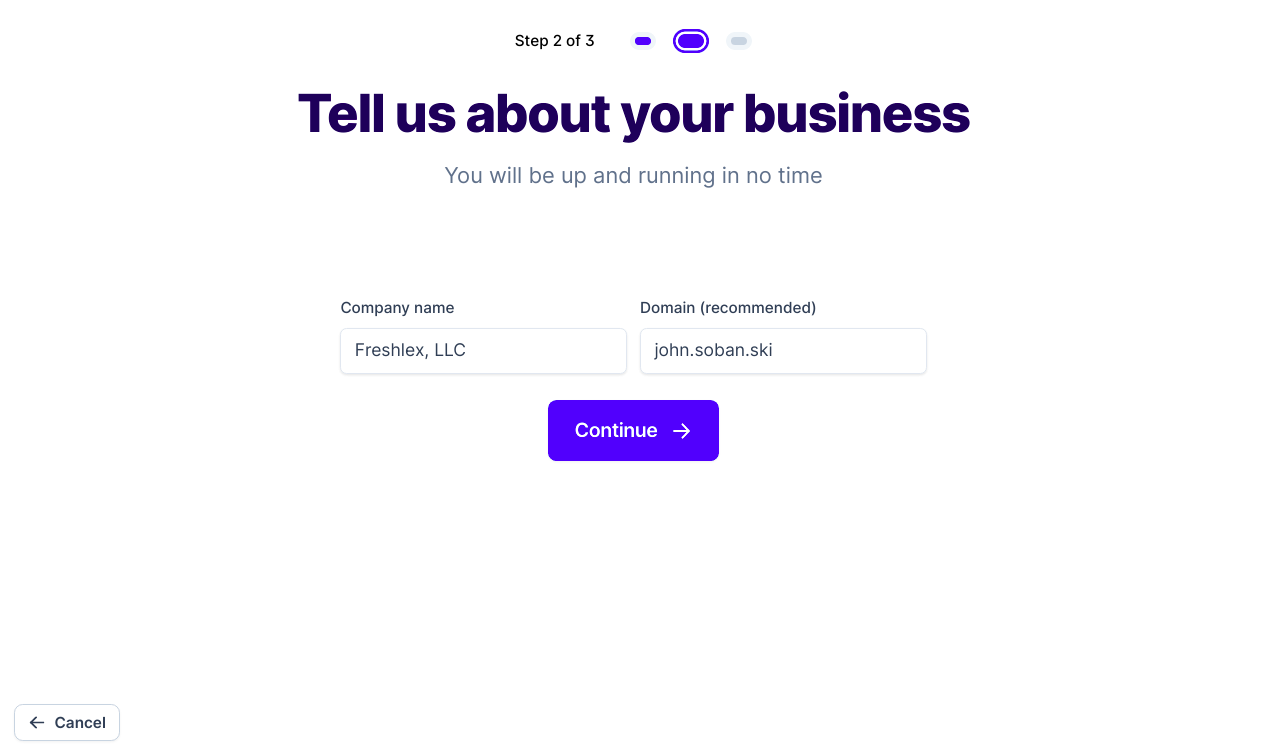 Step 2 of 3
Tell us about your business
You will be up and running in no time
Company name
Domain (recommended)
Freshlex, LLC
john.soban.ski
Continue
Cancel